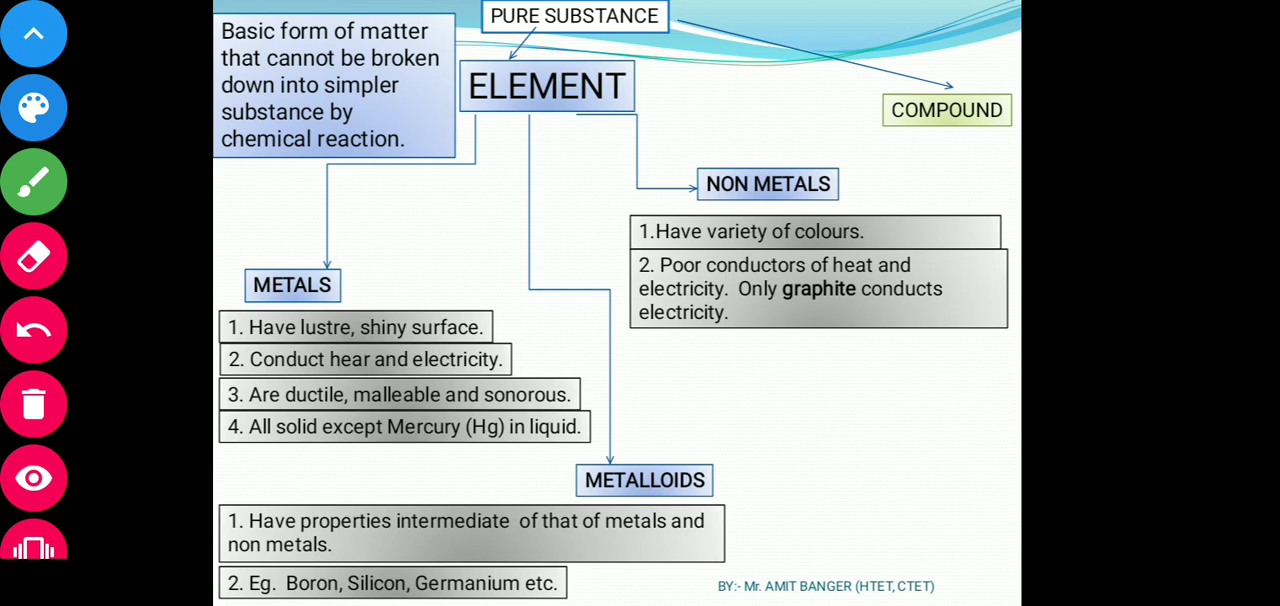 PURE SUBSTANCE
Basic form of matter
that cannot be broken
down into simpler
substance by
chemical reaction.
ELEMENT
COMPOUND
NON METALS
1.Have variety of colours.
2. Poor conductors of heat and
electricity. Only graphite conducts
electricity.
METALS
1. Have lustre, shiny surface.
2. Conduct hear and electricity.
3. Are ductile, malleable and sonorous.
4. All solid except Mercury (Hg) in liquid.
METALLOIDS
1. Have properties intermediate of that of metals and
non metals.
2. Eg. Boron, Silicon, Germanium etc.
BY:- Mr. AMIT BANGER (HTET, CTET)